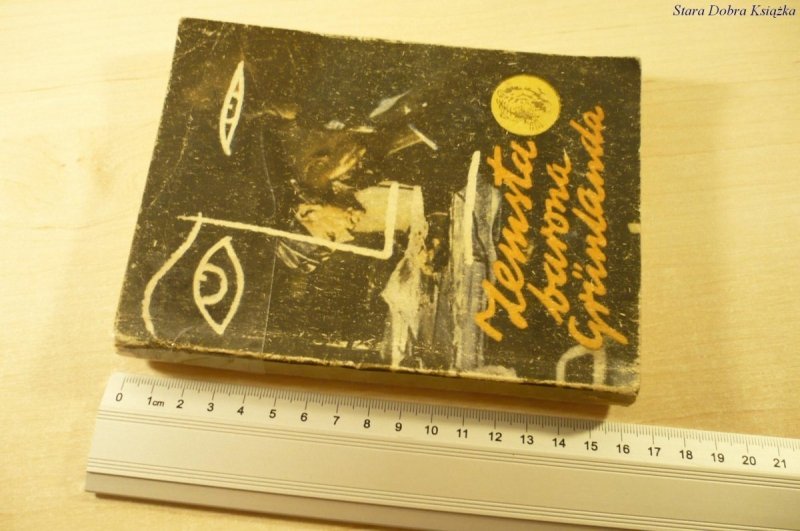 Stara Dobra Książka
Zemsta
barona
Grünlanda
0 1cm 2 3 4 5 6 7 8 9 10 11 12 13 14 15 16 17 18 19 20 21